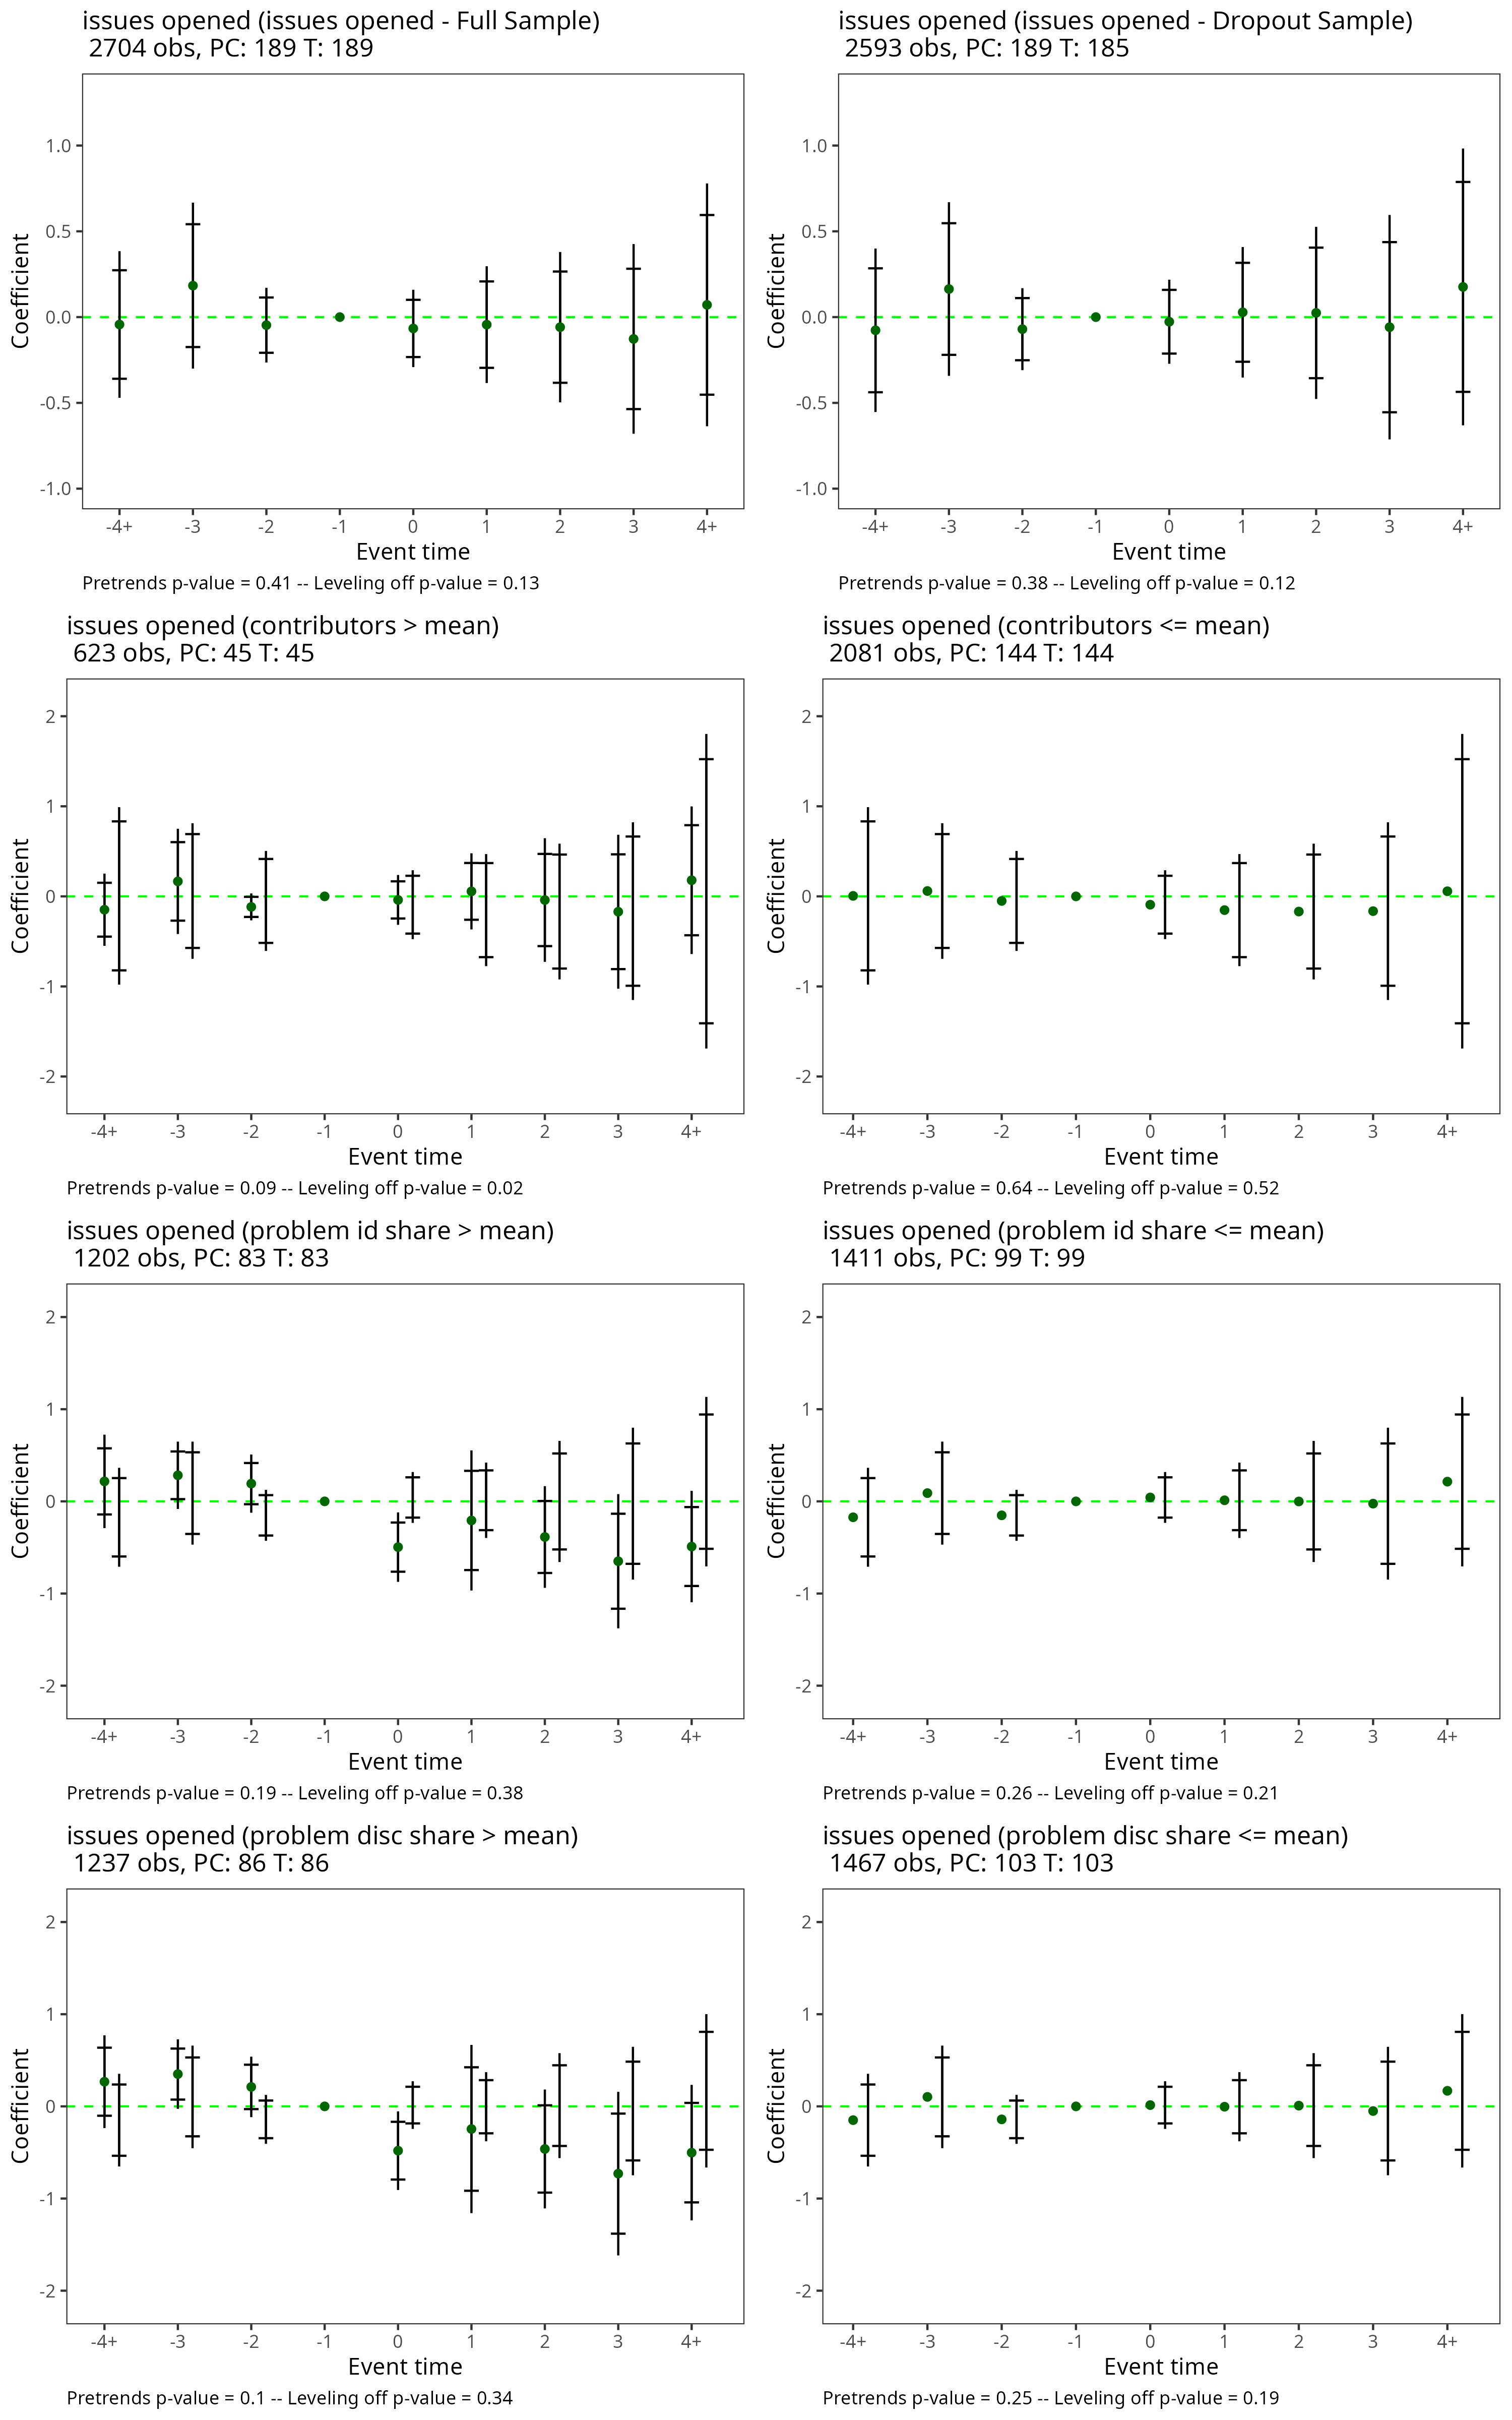 issues opened (issues opened - Full Sample)
2704 obs, PC: 189 T: 189
Coefficient
1.0
0.5
0.0
-0.5
-1.0
-4+ -3 -2 -1 0 1 2 3 4+
Event time
Pretrends p-value = 0.41 -- Leveling off p-value = 0.13
issues opened (issues opened - Dropout Sample)
2593 obs, PC: 189 T: 185
Coefficient
1.0
0.5
0.0
-0.5
-1.0
-4+ -3 -2 -1 0 1 2 3 4+
Event time
Pretrends p-value = 0.38 -- Leveling off p-value = 0.12
issues opened (contributors > mean)
623 obs, PC: 45 T: 45
Coefficient
2
1
0
-1
-2
-4+ -3 -2 -1 0 1 2 3 4+
Event time
Pretrends p-value = 0.09 -- Leveling off p-value = 0.02
issues opened (contributors <= mean)
2081 obs, PC: 144 T: 144
Coefficient
2
1
0
-1
-2
-4+ -3 -2 -1 0 1 2 3 4+
Event time
Pretrends p-value = 0.64 -- Leveling off p-value = 0.52
issues opened (problem id share > mean)
1202 obs, PC: 83 T: 83
Coefficient
2
1
0
-1
-2
-4+ -3 -2 -1 0 1 2 3 4+
Event time
Pretrends p-value = 0.19 -- Leveling off p-value = 0.38
issues opened (problem id share <= mean)
1411 obs, PC: 99 T: 99
Coefficient
2
1
0
-1
-2
-4+ -3 -2 -1 0 1 2 3 4+
Event time
Pretrends p-value = 0.26 -- Leveling off p-value = 0.21
issues opened (problem disc share > mean)
1237 obs, PC: 86 T: 86
Coefficient
2
1
0
-1
-2
-4+ -3 -2 -1 0 1 2 3 4+
Event time
Pretrends p-value = 0.1 -- Leveling off p-value = 0.34
issues opened (problem disc share <= mean)
1467 obs, PC: 103 T: 103
Coefficient
2
1
0
-1
-2
-4+ -3 -2 -1 0 1 2 3 4+
Event time
Pretrends p-value = 0.25 -- Leveling off p-value = 0.19